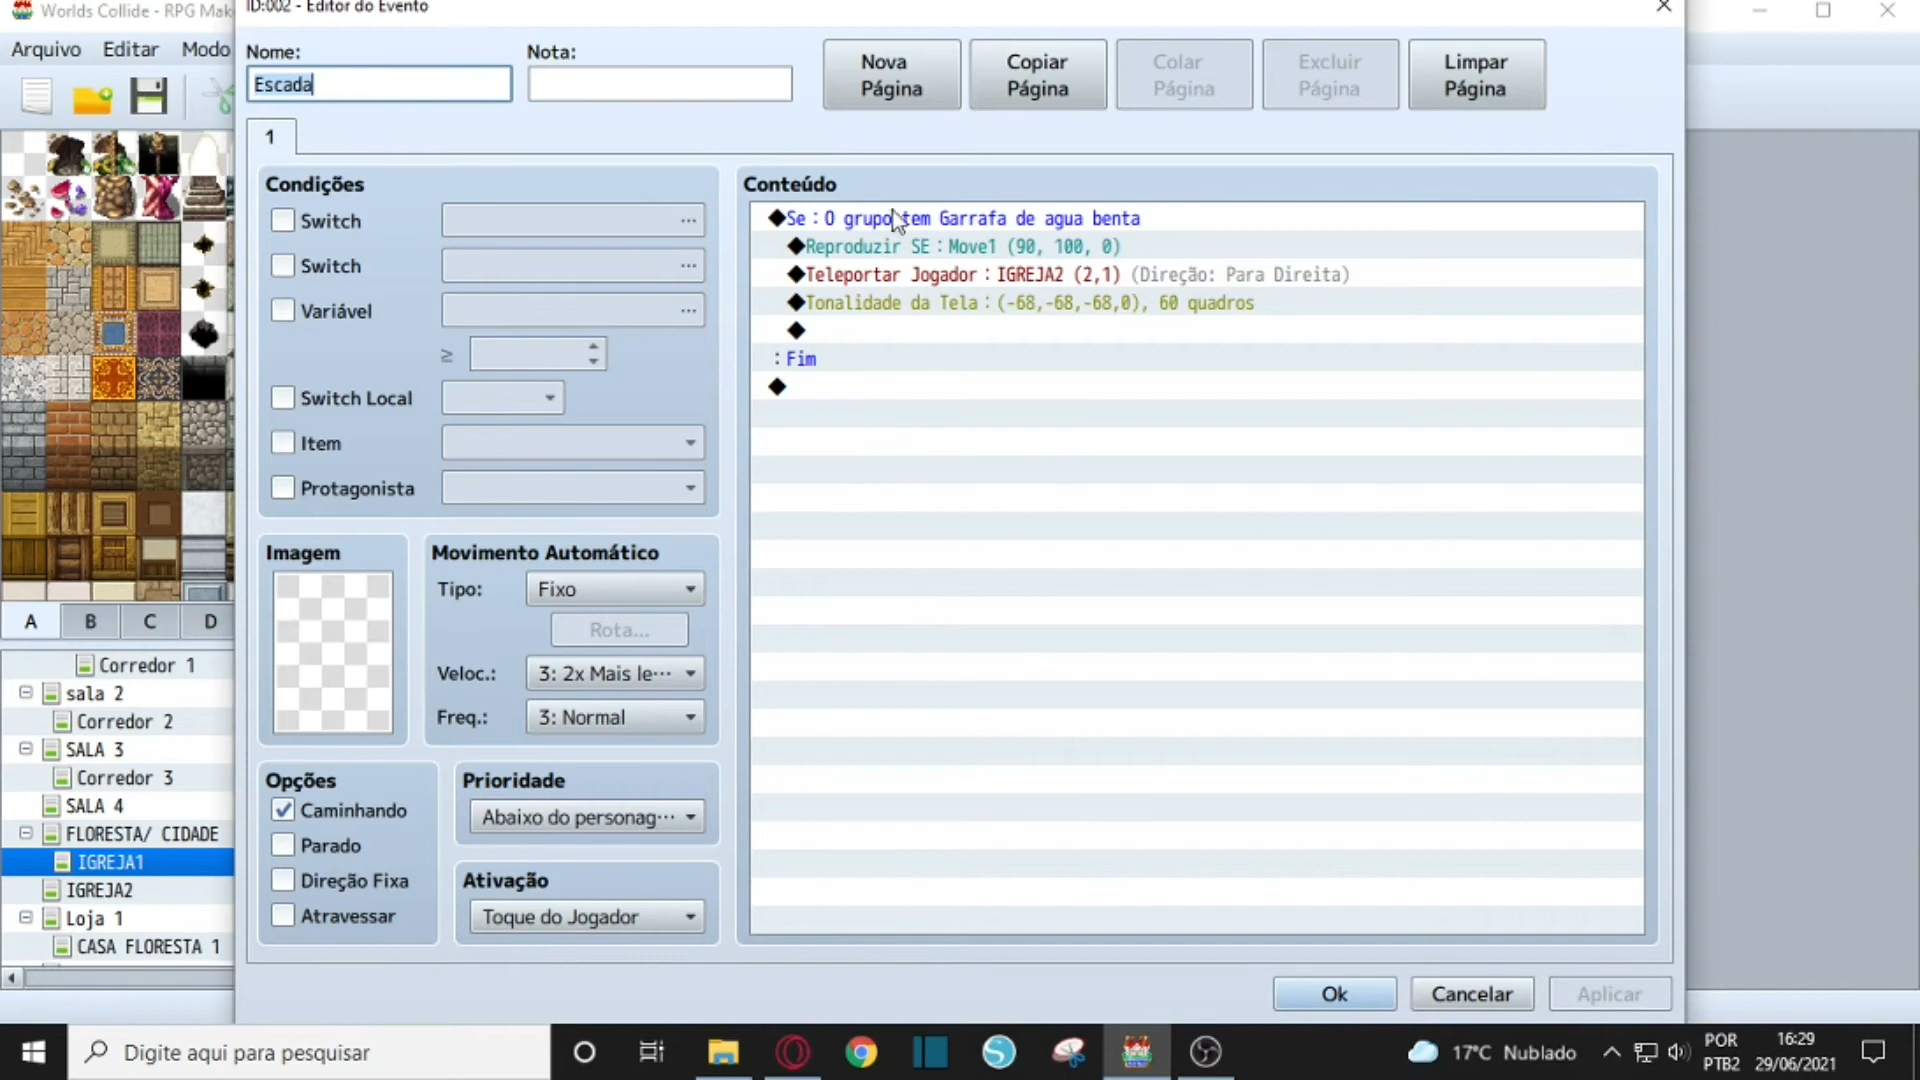 Worlds Collide - RPG Mak
ID:002 - Editor do Evento
Arquivo Editar Modo
Nome:
Nota:
Escada
Nova Página
Copiar Página
Colar Página
Excluir Página
Limpar Página
1
Condições
Switch
Switch
Variável
≥
Switch Local
Item
Protagonista
Imagem
Movimento Automático
Tipo: Fixo
Rota...
Veloc.: 3: 2x Mais le...
Freq.: 3: Normal
Opções
Caminhando
Parado
Direção Fixa
Atravessar
Prioridade
Abaixo do personag...
Ativação
Toque do Jogador
Conteúdo
◆Se：O grupo tem Garrafa de agua benta
◆Reproduzir SE：Move1 (90, 100, 0)
◆Teleportar Jogador：IGREJA2 (2,1) (Direção: Para Direita)
◆Tonalidade da Tela：(-68,-68,-68,0), 60 quadros
◆
：Fim
◆
A B C D
Corredor 1
sala 2
Corredor 2
SALA 3
Corredor 3
SALA 4
FLORESTA/ CIDADE
IGREJA1
IGREJA2
Loja 1
CASA FLORESTA 1
Ok
Cancelar
Aplicar
Digite aqui para pesquisar
17°C Nublado
POR
PTB2
16:29
29/06/2021